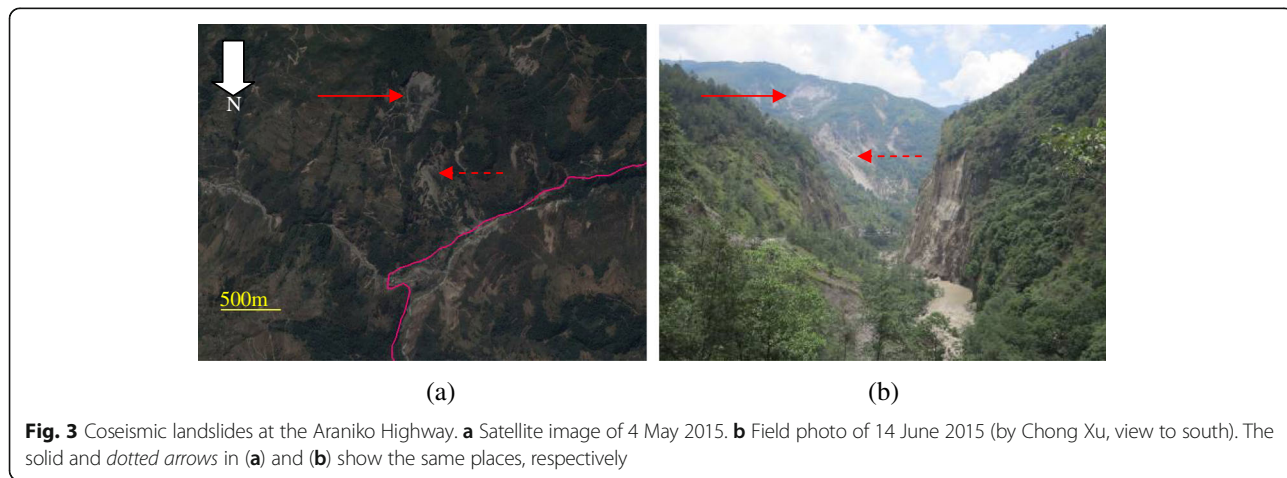 N
500m
(a)
(b)
Fig. 3 Coseismic landslides at the Araniko Highway. a Satellite image of 4 May 2015. b Field photo of 14 June 2015 (by Chong Xu, view to south). The
solid and dotted arrows in (a) and (b) show the same places, respectively